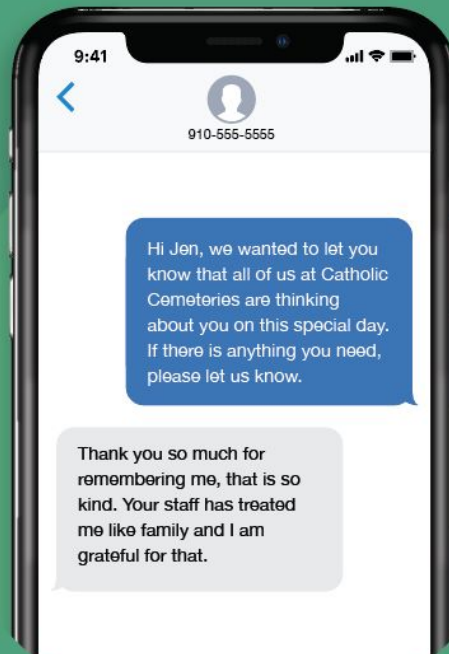 9:41
910-555-5555
Hi Jen, we wanted to let you
know that all of us at Catholic
Cemeteries are thinking
about you on this special day.
If there is anything you need,
please let us know.
Thank you so much for
remembering me, that is so
kind. Your staff has treated
me like family and I am
grateful for that.